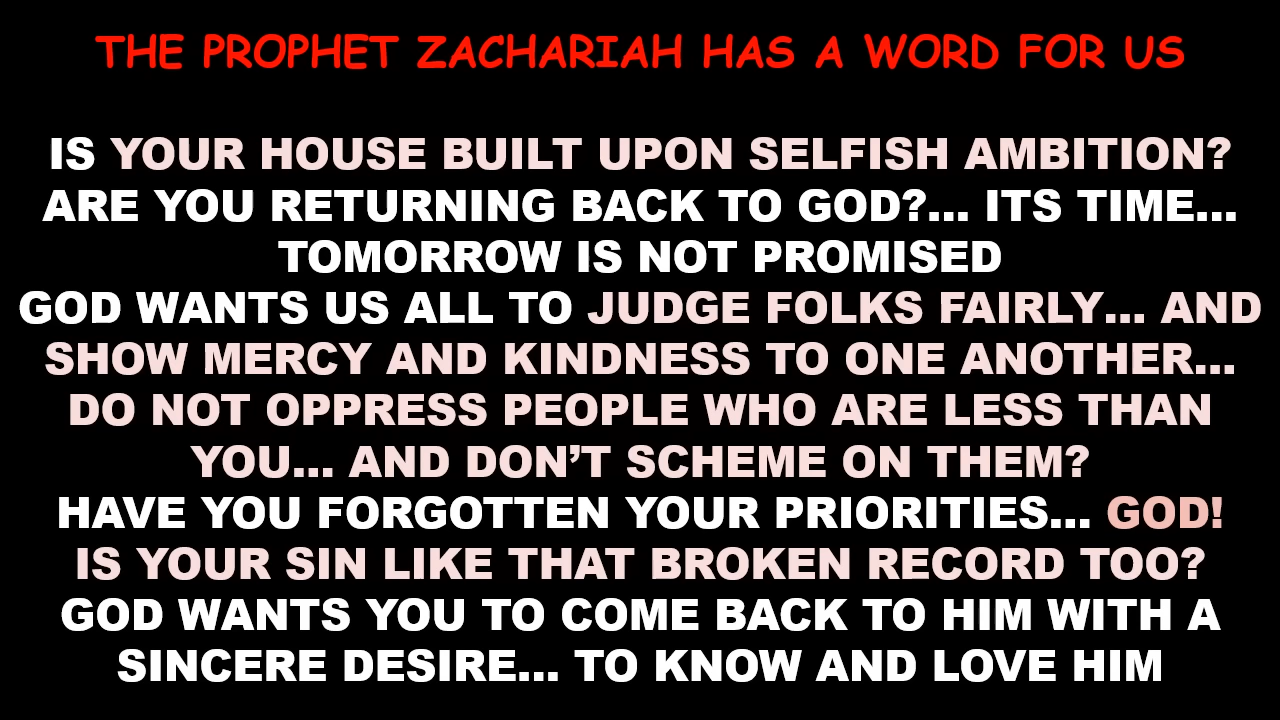 THE PROPHET ZACHARIAH HAS A WORD FOR US
IS YOUR HOUSE BUILT UPON SELFISH AMBITION?
ARE YOU RETURNING BACK TO GOD?... ITS TIME...
TOMORROW IS NOT PROMISED
GOD WANTS US ALL TO JUDGE FOLKS FAIRLY... AND
SHOW MERCY AND KINDNESS TO ONE ANOTHER...
DO NOT OPPRESS PEOPLE WHO ARE LESS THAN
YOU... AND DON’T SCHEME ON THEM?
HAVE YOU FORGOTTEN YOUR PRIORITIES... GOD!
IS YOUR SIN LIKE THAT BROKEN RECORD TOO?
GOD WANTS YOU TO COME BACK TO HIM WITH A
SINCERE DESIRE... TO KNOW AND LOVE HIM